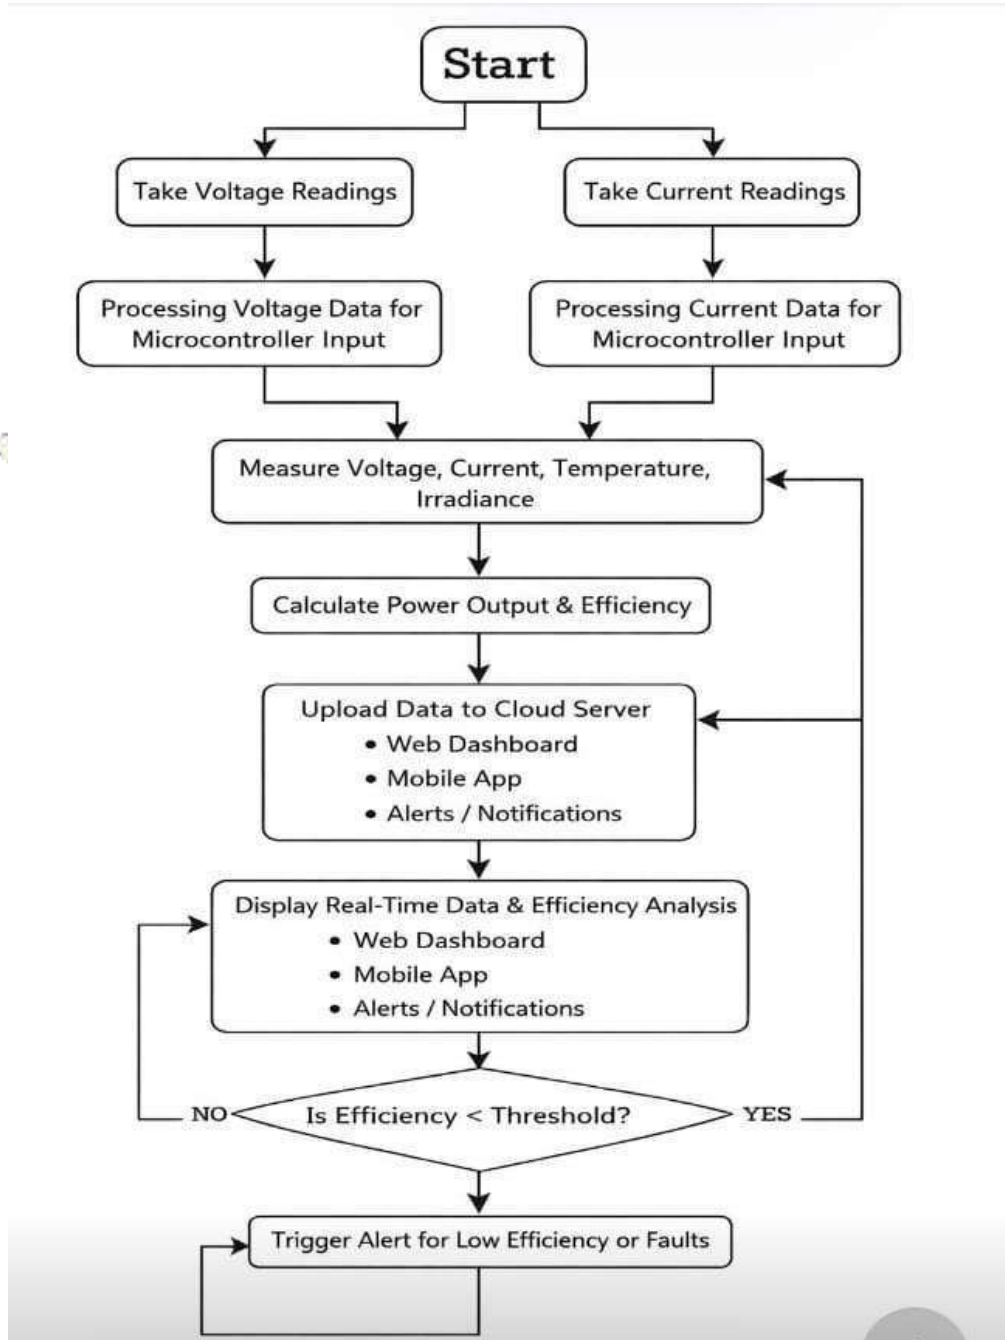 Start
Take Voltage Readings
Take Current Readings
Processing Voltage Data for
Microcontroller Input
Processing Current Data for
Microcontroller Input
Measure Voltage, Current, Temperature,
Irradiance
Calculate Power Output & Efficiency
Upload Data to Cloud Server
• Web Dashboard
• Mobile App
• Alerts / Notifications
Display Real-Time Data & Efficiency Analysis
• Web Dashboard
• Mobile App
• Alerts / Notifications
NO
Is Efficiency < Threshold?
YES
Trigger Alert for Low Efficiency or Faults